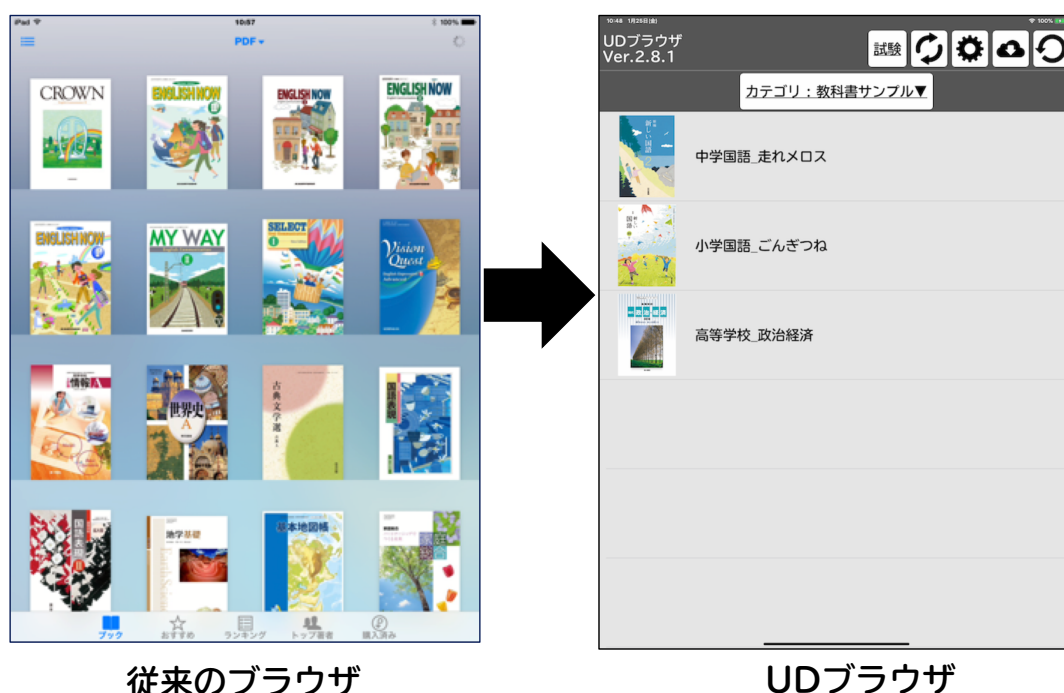 iPad
10:57
100%
PDF
CROWN
ENGLISH NOW
ENGLISH NOW
ENGLISH NOW
ENGLISH NOW
MY WAY
SELECT
Vision
Quest
情報A
世界史
A
古典文学選
国語表現
国語表現
II
地学基礎
基本地図帳
ブック
おすすめ
ランキング
トップ著者
購入済み
従来のブラウザ
10:48 1月25日(金)
100%
UDブラウザ
Ver.2.8.1
試験
カテゴリ：教科書サンプル▼
新しい国語
2
中学国語_走れメロス
小学国語_ごんぎつね
高等学校_政治経済
UDブラウザ